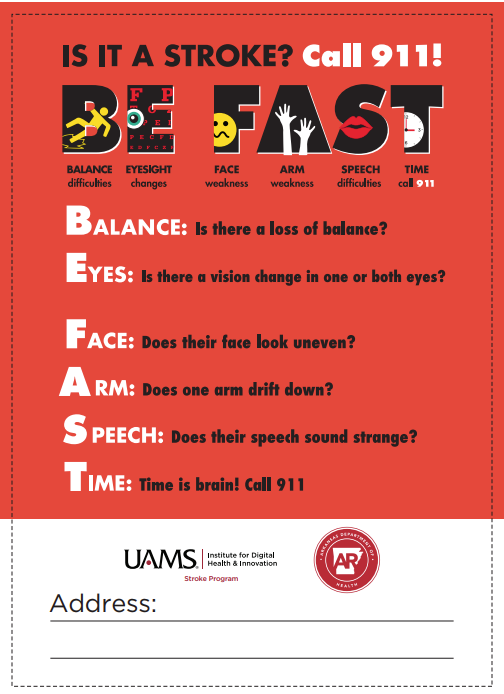 IS IT A STROKE? Call 911!
BE FAST
BALANCE difficulties
EYESIGHT changes
FACE weakness
ARM weakness
SPEECH difficulties
TIME call 911
BALANCE: Is there a loss of balance?
EYES: Is there a vision change in one or both eyes?
FACE: Does their face look uneven?
ARM: Does one arm drift down?
SPEECH: Does their speech sound strange?
TIME: Time is brain! Call 911
UAMS Institute for Digital
Health & Innovation
Stroke Program
ARKANSAS DEPARTMENT OF
AR
HEALTH
Address: